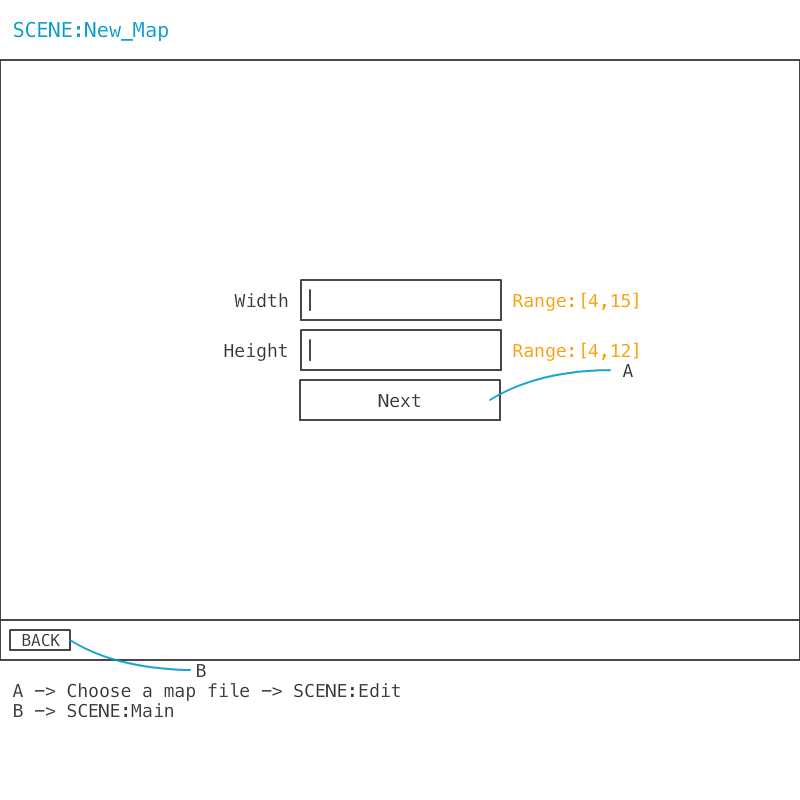 SCENE:New_Map
Width
Range:[4,15]
Height
Range:[4,12]
A
Next
BACK
B
A -> Choose a map file -> SCENE:Edit
B -> SCENE:Main